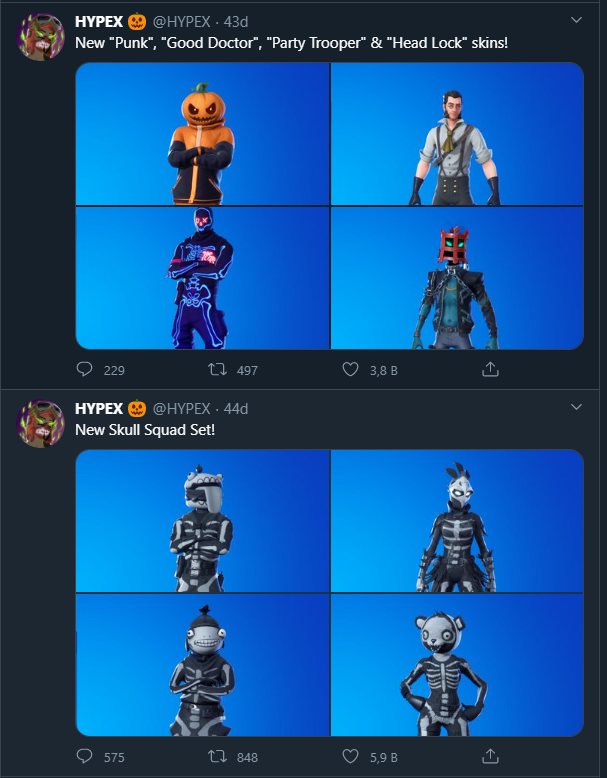 HYPEX 🎃 @HYPEX · 43d
New "Punk", "Good Doctor", "Party Trooper" & "Head Lock" skins!
229 497 3,8 B
HYPEX 🎃 @HYPEX · 44d
New Skull Squad Set!
575 848 5,9 B